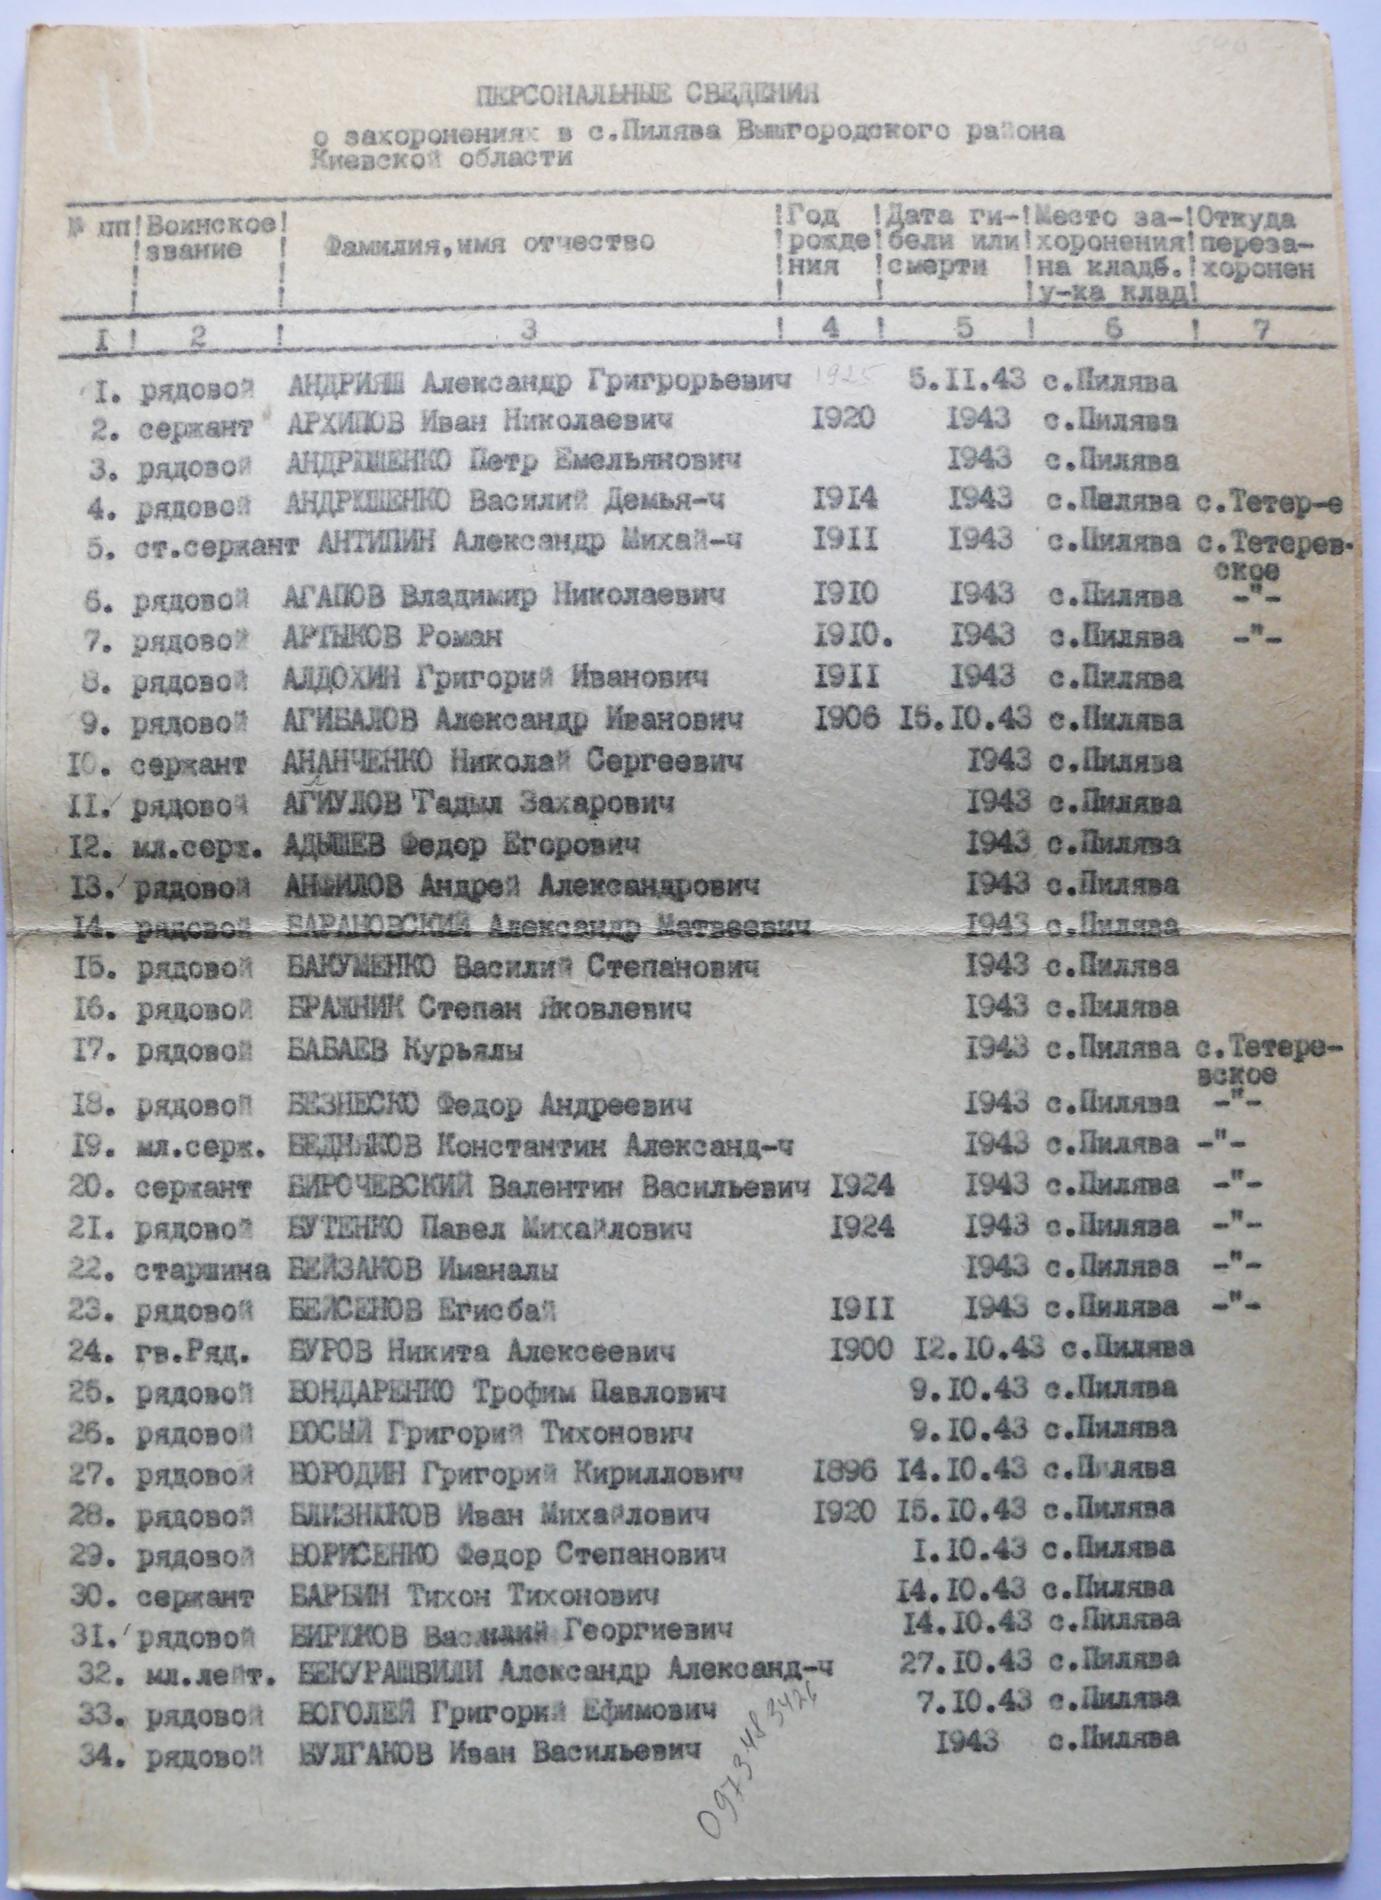 ПЕРСОНАЛЬНЫЕ СВЕДЕНИЯ
о захоронениях в с.Пилява Вышгородского района
Киевской области
№ пп! Воинское звание ! Фамилия,имя отчество ! Год рожде ния ! Дата ги- бели или смерти ! Место за- хоронения на кладб. у-ка клад ! Откуда переза- хоронен
I ! 2 ! 3 ! 4 ! 5 ! 6 ! 7
I. рядовой АНДРИЯШ Александр Григрорьевич 1925 5.II.43 с.Пилява
2. сержант АРХИПОВ Иван Николаевич I920 I943 с.Пилява
3. рядовой АНДРЮЩЕНКО Петр Емельянович I943 с.Пилява
4. рядовой АНДРЮЩЕНКО Василий Демья-ч I9I4 I943 с.Пилява с.Тетер-е
5. ст.сержант АНТИПИН Александр Михай-ч I9II I943 с.Пилява с.Тетерев-
ское
6. рядовой АГАПОВ Владимир Николаевич I9I0 I943 с.Пилява -"-
7. рядовой АРТЫКОВ Роман I9I0. I943 с.Пилява -"-
8. рядовой АЛДОХИН Григорий Иванович I9II I943 с.Пилява
9. рядовой АГИБАЛОВ Александр Иванович I906 I5.I0.43 с.Пилява
I0. сержант АНАНЧЕНКО Николай Сергеевич I943 с.Пилява
II. рядовой АГИУЛОВ Гадыл Захарович I943 с.Пилява
I2. мл.серж. АДЫШЕВ Федор Егорович I943 с.Пилява
I3. рядовой АНФИЛОВ Андрей Александрович I943 с.Пилява
I4. рядовой БАРАНОВСКИЙ Александр Матвеевич I943 с.Пилява
I5. рядовой БАКУМЕНКО Василий Степанович I943 с.Пилява
I6. рядовой БРАЖНИК Степан Яковлевич I943 с.Пилява
I7. рядовой БАБАЕВ Курьялы I943 с.Пилява с.Тетере-
вское
I8. рядовой БЕЗНЕСКО Федор Андреевич I943 с.Пилява -"-
I9. мл.серж. БЕДНЯКОВ Константин Александ-ч I943 с.Пилява -"-
20. сержант БИРОЧЕВСКИЙ Валентин Васильевич I924 I943 с.Пилява -"-
2I. рядовой БУТЕНКО Павел Михайлович I924 I943 с.Пилява -"-
22. старшина БЕЙЗАКОВ Иманалы I943 с.Пилява -"-
23. рядовой БЕЙСЕНОВ Егисбай I9II I943 с.Пилява -"-
24. гв.Ряд. БУРОВ Никита Алексеевич I900 I2.I0.43 с.Пилява
25. рядовой БОНДАРЕНКО Трофим Павлович 9.I0.43 с.Пилява
26. рядовой БОСЫЙ Григорий Тихонович 9.I0.43 с.Пилява
27. рядовой БОРОДИН Григорий Кириллович I896 I4.I0.43 с.Пилява
28. рядовой БЛИЗНЮКОВ Иван Михайлович I920 I5.I0.43 с.Пилява
29. рядовой БОРИСЕНКО Федор Степанович I.I0.43 с.Пилява
30. сержант БАРБИН Тихон Тихонович I4.I0.43 с.Пилява
3I. рядовой БИРЮКОВ Василий Георгиевич I4.I0.43 с.Пилява
32. мл.лейт. БЕКУРАШВИЛИ Александр Александ-ч 27.I0.43 с.Пилява
33. рядовой БОГОЛЕЙ Григорий Ефимович 7.I0.43 с.Пилява
34. рядовой БУЛГАКОВ Иван Васильевич I943 с.Пилява